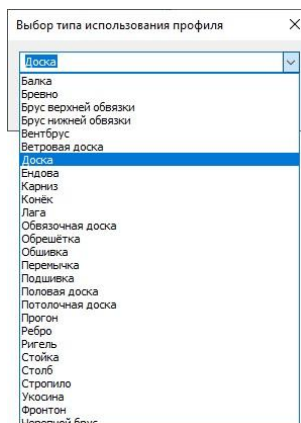 Выбор типа использования профиля
Доска
Балка
Бревно
Брус верхней обвязки
Брус нижней обвязки
Вентбрус
Ветровая доска
Доска
Ендова
Карниз
Конёк
Лага
Обвязочная доска
Обрешётка
Обшивка
Перемычка
Подшивка
Половая доска
Потолочная доска
Прогон
Ребро
Ригель
Стойка
Столб
Стропило
Укосина
Фронтон
Черепной брус